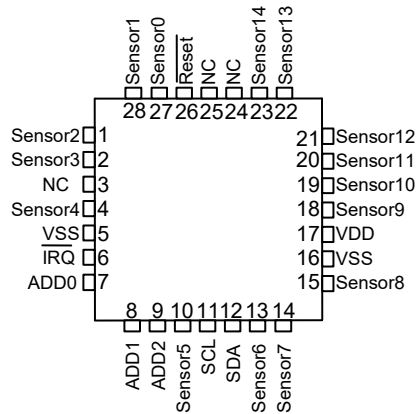 Sensor1
Sensor0
Reset
NC
NC
Sensor14
Sensor13
28 27 26 25 24 23 22
Sensor2 1
Sensor3 2
NC 3
Sensor4 4
VSS 5
IRQ 6
ADD0 7
21 Sensor12
20 Sensor11
19 Sensor10
18 Sensor9
17 VDD
16 VSS
15 Sensor8
8 9 10 11 12 13 14
ADD1
ADD2
Sensor5
SCL
SDA
Sensor6
Sensor7